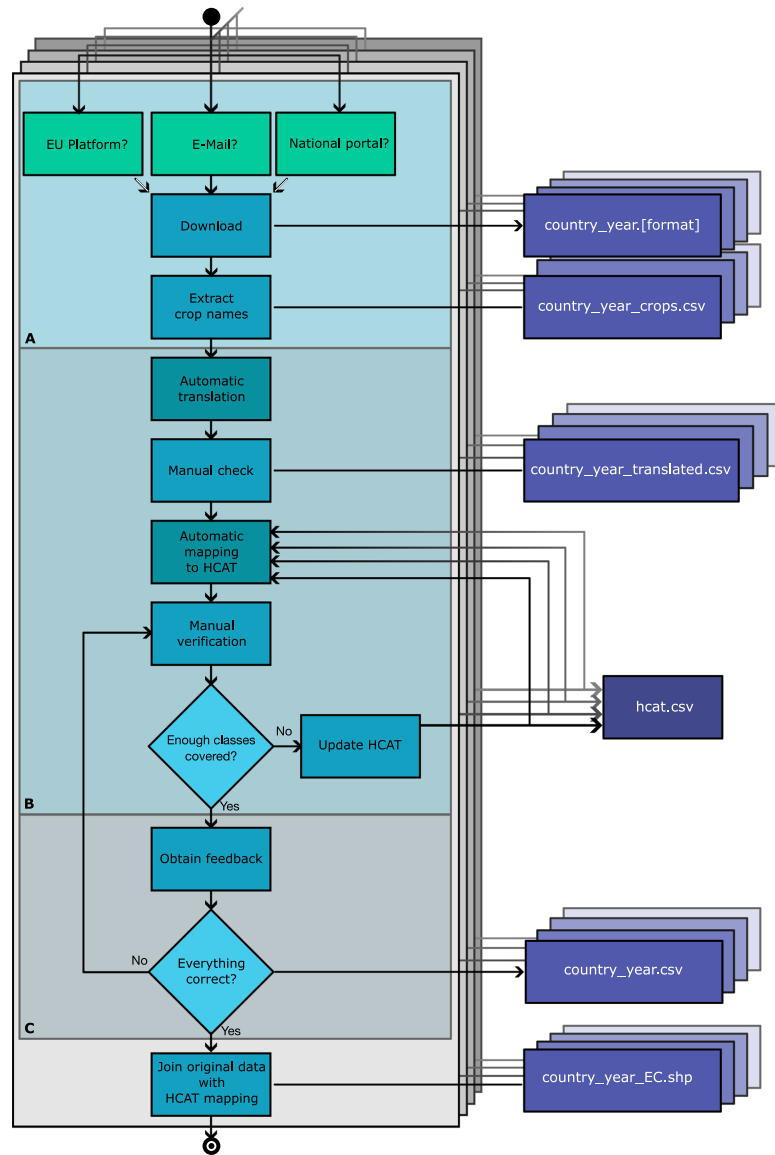 EU Platform?
E-Mail?
National portal?
Download
country_year.[format]
Extract
crop names
country_year_crops.csv
A
Automatic
translation
Manual check
country_year_translated.csv
Automatic
mapping
to HCAT
Manual
verification
hcat.csv
Enough classes
covered?
No
Update HCAT
Yes
B
Obtain feedback
No
Everything
correct?
country_year.csv
Yes
C
Join original data
with
HCAT mapping
country_year_EC.shp